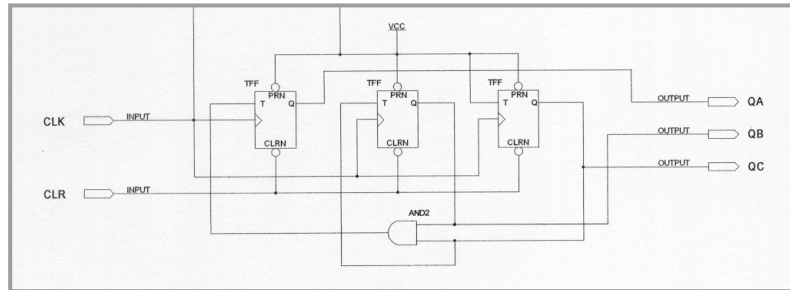 VCC
TFF TFF TFF
PRN PRN PRN
T Q T Q T Q
OUTPUT QA
CLK INPUT
OUTPUT QB
CLRN CLRN CLRN
OUTPUT QC
CLR INPUT
AND2